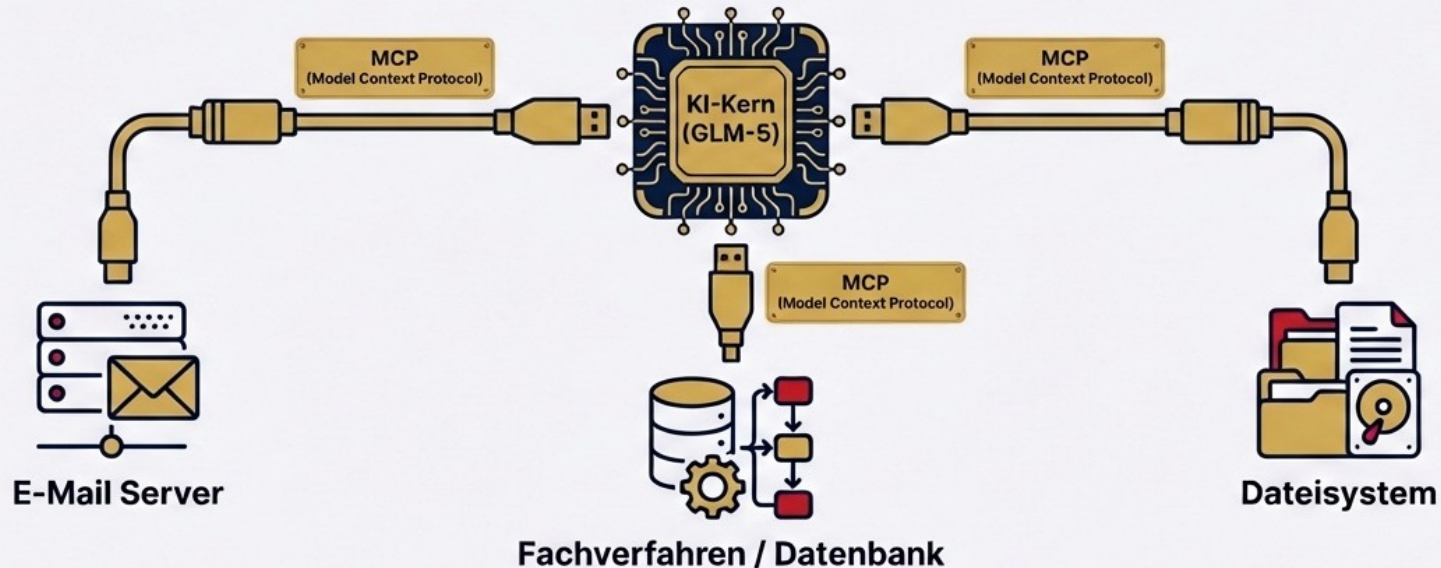 MCP
(Model Context Protocol)
KI-Kern
(GLM-5)
MCP
(Model Context Protocol)
MCP
(Model Context Protocol)
E-Mail Server
Fachverfahren / Datenbank
Dateisystem